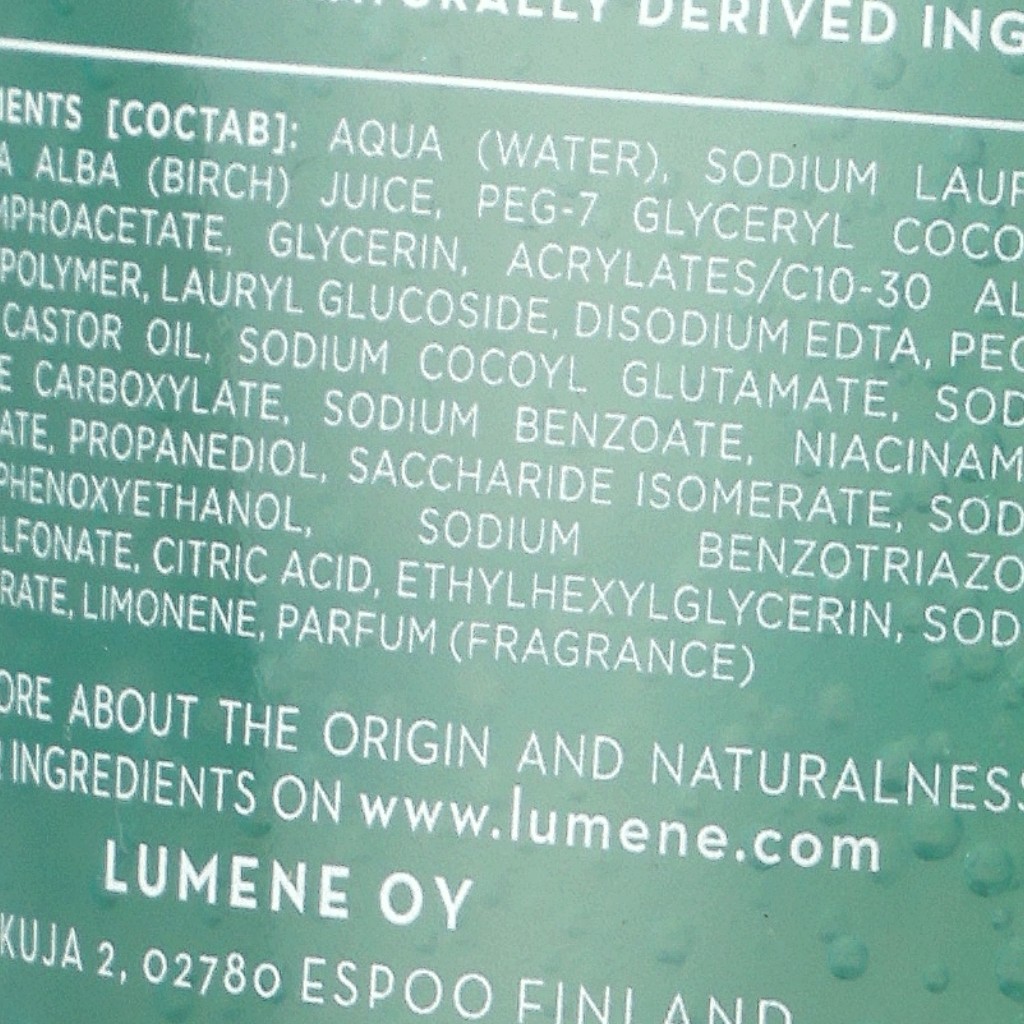 NATURALLY DERIVED ING
MENTS [COCTAB]: AQUA (WATER), SODIUM LAUR
A ALBA (BIRCH) JUICE, PEG-7 GLYCERYL COCO
MPHOACETATE, GLYCERIN, ACRYLATES/C10-30 AL
POLYMER, LAURYL GLUCOSIDE, DISODIUM EDTA, PEG
CASTOR OIL, SODIUM COCOYL GLUTAMATE, SOD
E CARBOXYLATE, SODIUM BENZOATE, NIACINAM
ATE, PROPANEDIOL, SACCHARIDE ISOMERATE, SOD
PHENOXYETHANOL, SODIUM BENZOTRIAZO
LFONATE, CITRIC ACID, ETHYLHEXYLGLYCERIN, SOD
RATE, LIMONENE, PARFUM (FRAGRANCE)
ORE ABOUT THE ORIGIN AND NATURALNESS
INGREDIENTS ON www.lumene.com
LUMENE OY
KUJA 2, 02780 ESPOO FINLAND